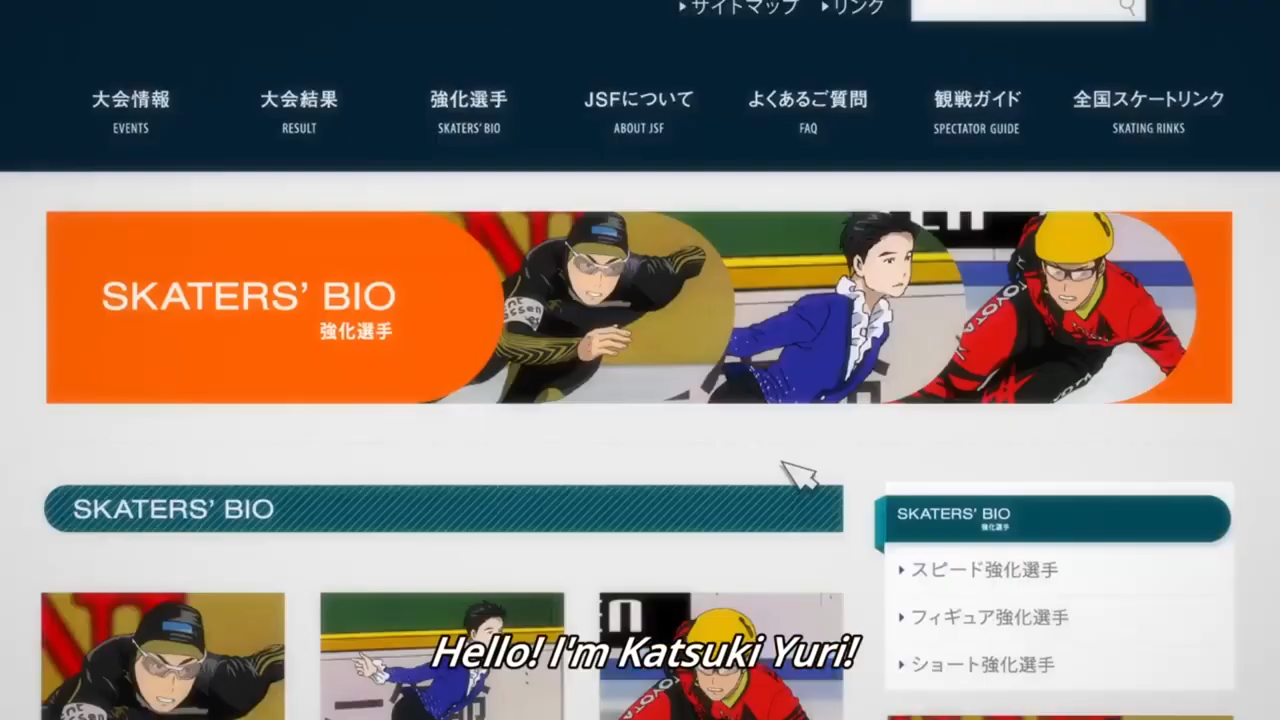 サイトマップ リンク
大会情報 大会結果 強化選手 JSFについて よくあるご質問 観戦ガイド 全国スケートリンク
EVENTS RESULT SKATERS' BIO ABOUT JSF FAQ SPECTATOR GUIDE SKATING RINKS
SKATERS' BIO
強化選手
TOYOTA
SKATERS' BIO
SKATERS' BIO
強化選手
スピード強化選手
フィギュア強化選手
ショート強化選手
Hello! I'm Katsuki Yuri!